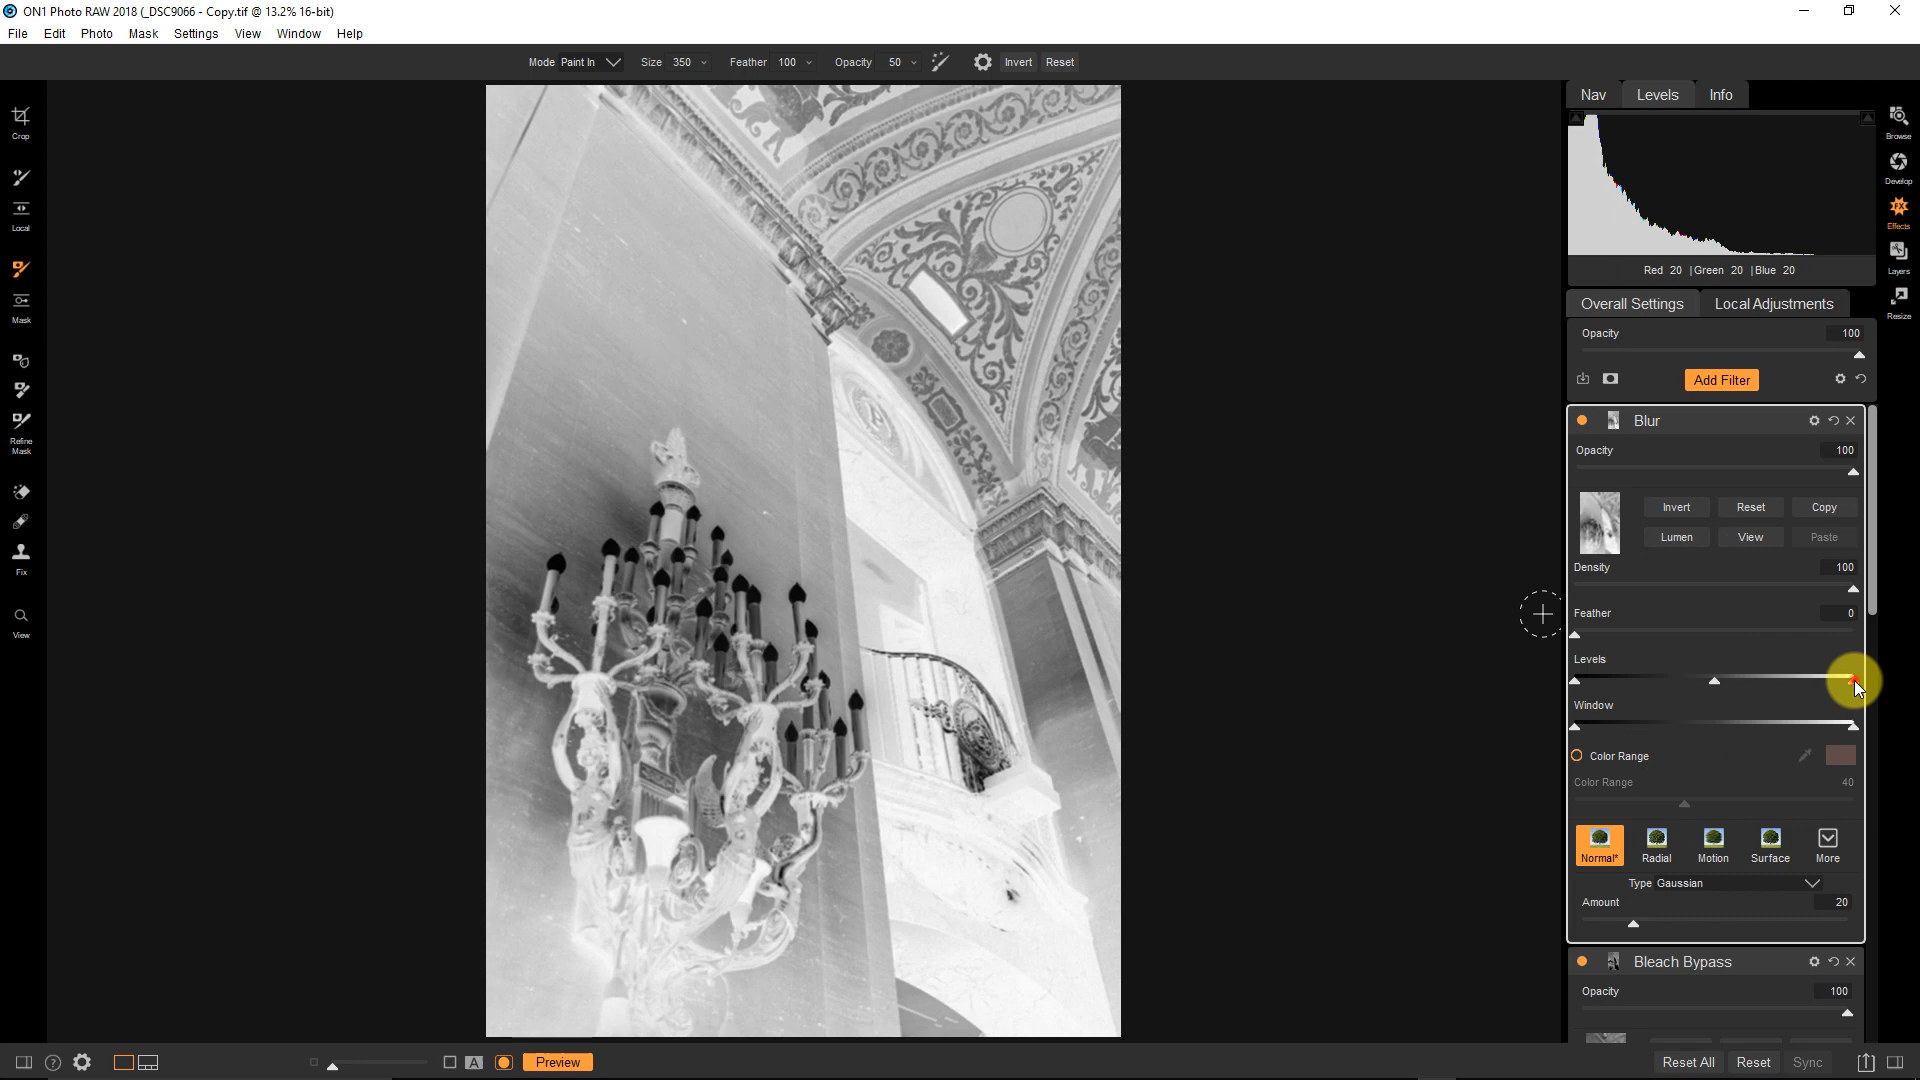 ON1 Photo RAW 2018 (_DSC9066 - Copy.tif @ 13.2% 16-bit)
File Edit Photo Mask Settings View Window Help
Mode Paint In Size 350 Feather 100 Opacity 50 Invert Reset
Nav Levels Info
Crop
Local
Mask
Refine
Mask
Fix
View
Red 20 |Green 20 |Blue 20
Browse
Develop
FX
Effects
Layers
Resize
Overall Settings Local Adjustments
Opacity 100
Add Filter
Blur
Opacity 100
Invert Reset Copy
Lumen View Paste
Density 100
Feather 0
Levels
Window
Color Range
Color Range 40
Normal* Radial Motion Surface More
Type Gaussian
Amount 20
Bleach Bypass
Opacity 100
? A Preview
Reset All Reset Sync